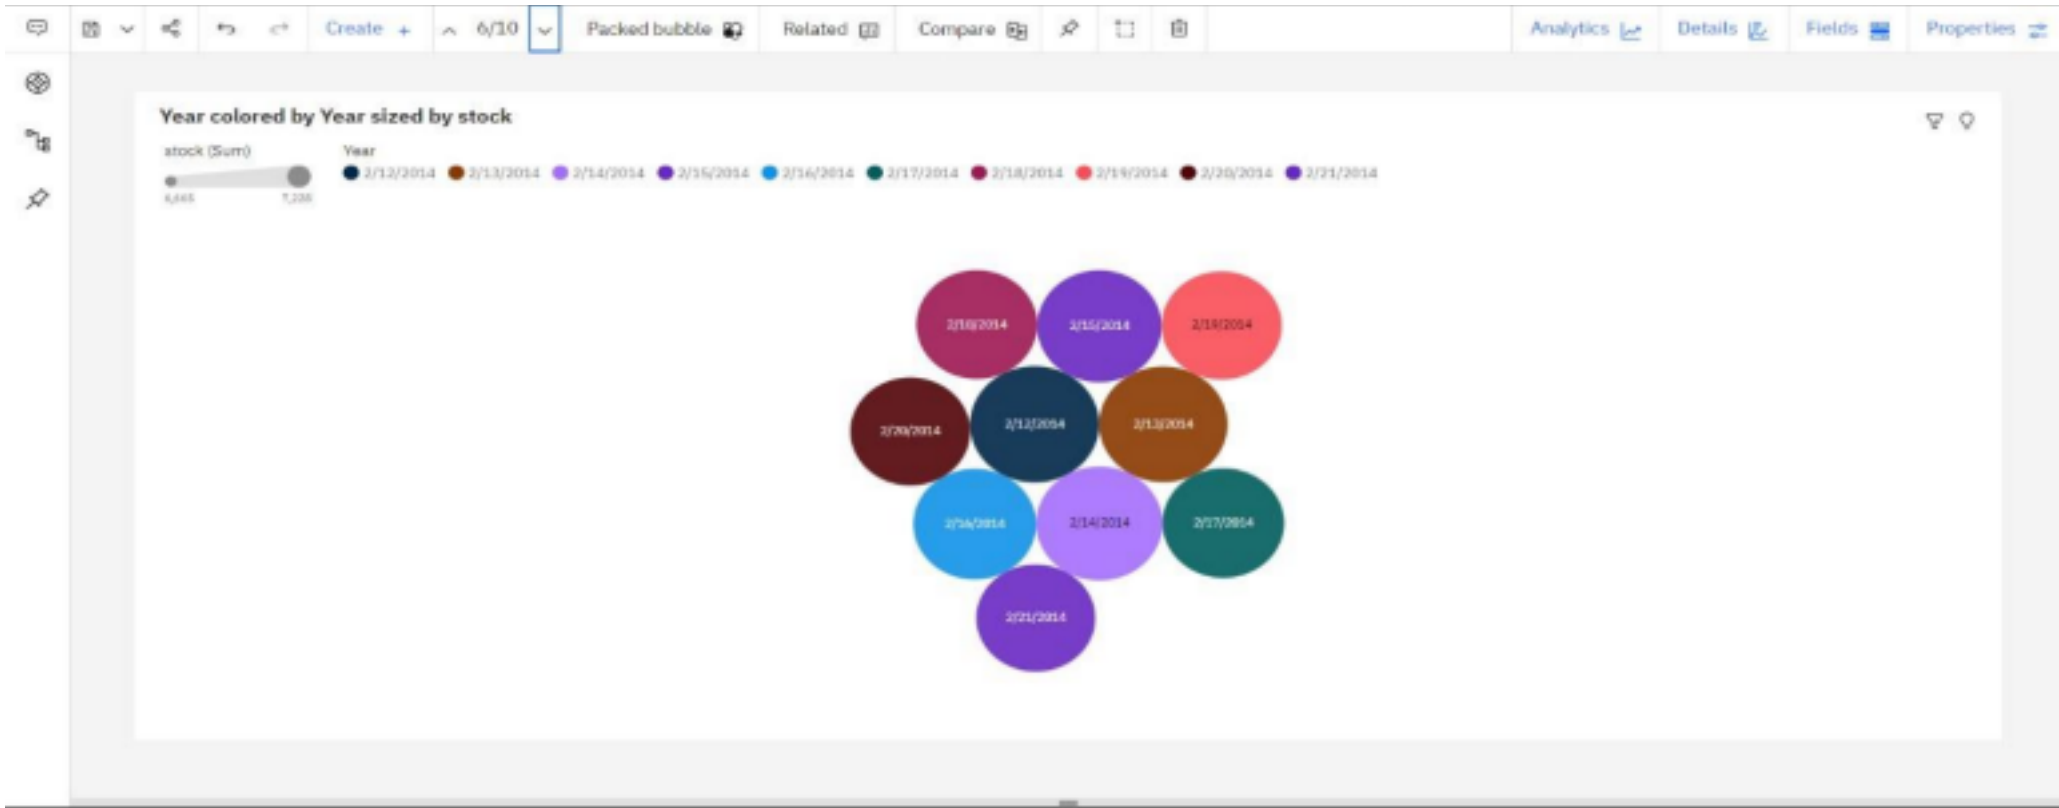 Create + 6/10 Packed bubble Related Compare Analytics Details Fields Properties
Year colored by Year sized by stock
stock (Sum) Year
2/12/2014 2/13/2014 2/14/2014 2/15/2014 2/16/2014 2/17/2014 2/18/2014 2/19/2014 2/20/2014 2/21/2014
2/18/2014 2/15/2014 2/19/2014
2/20/2014 2/12/2014 2/13/2014
2/16/2014 2/14/2014 2/17/2014
2/21/2014